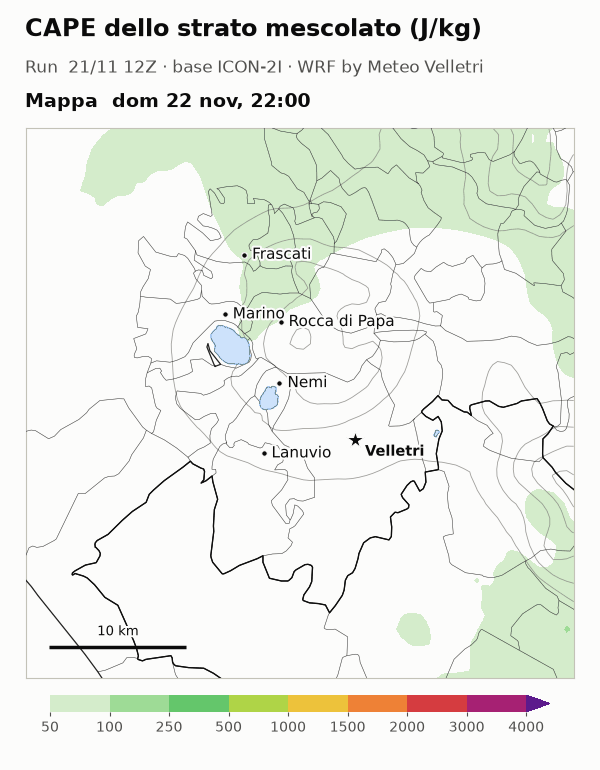 CAPE dello strato mescolato (J/kg)
Run  21/11 12Z · base ICON-2I · WRF by Meteo Velletri
Mappa  dom 22 nov, 22:00
Frascati
Marino
Rocca di Papa
Nemi
Velletri
Lanuvio
10 km
50 100 250 500 1000 1500 2000 3000 4000